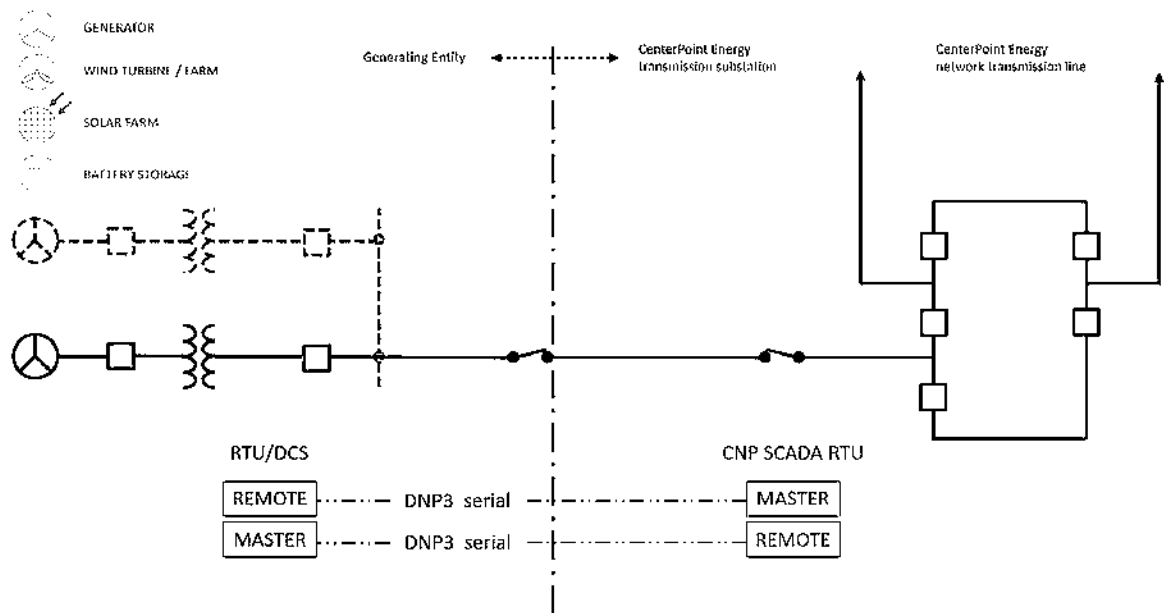 GENERATOR
WIND TURBINE / FARM
SOLAR FARM
BATTERY STORAGE
Generating Entity
CenterPoint Energy
transmission substation
CenterPoint Energy
network transmission line
RTU/DCS
CNP SCADA RTU
REMOTE DNP3 serial MASTER
MASTER DNP3 serial REMOTE